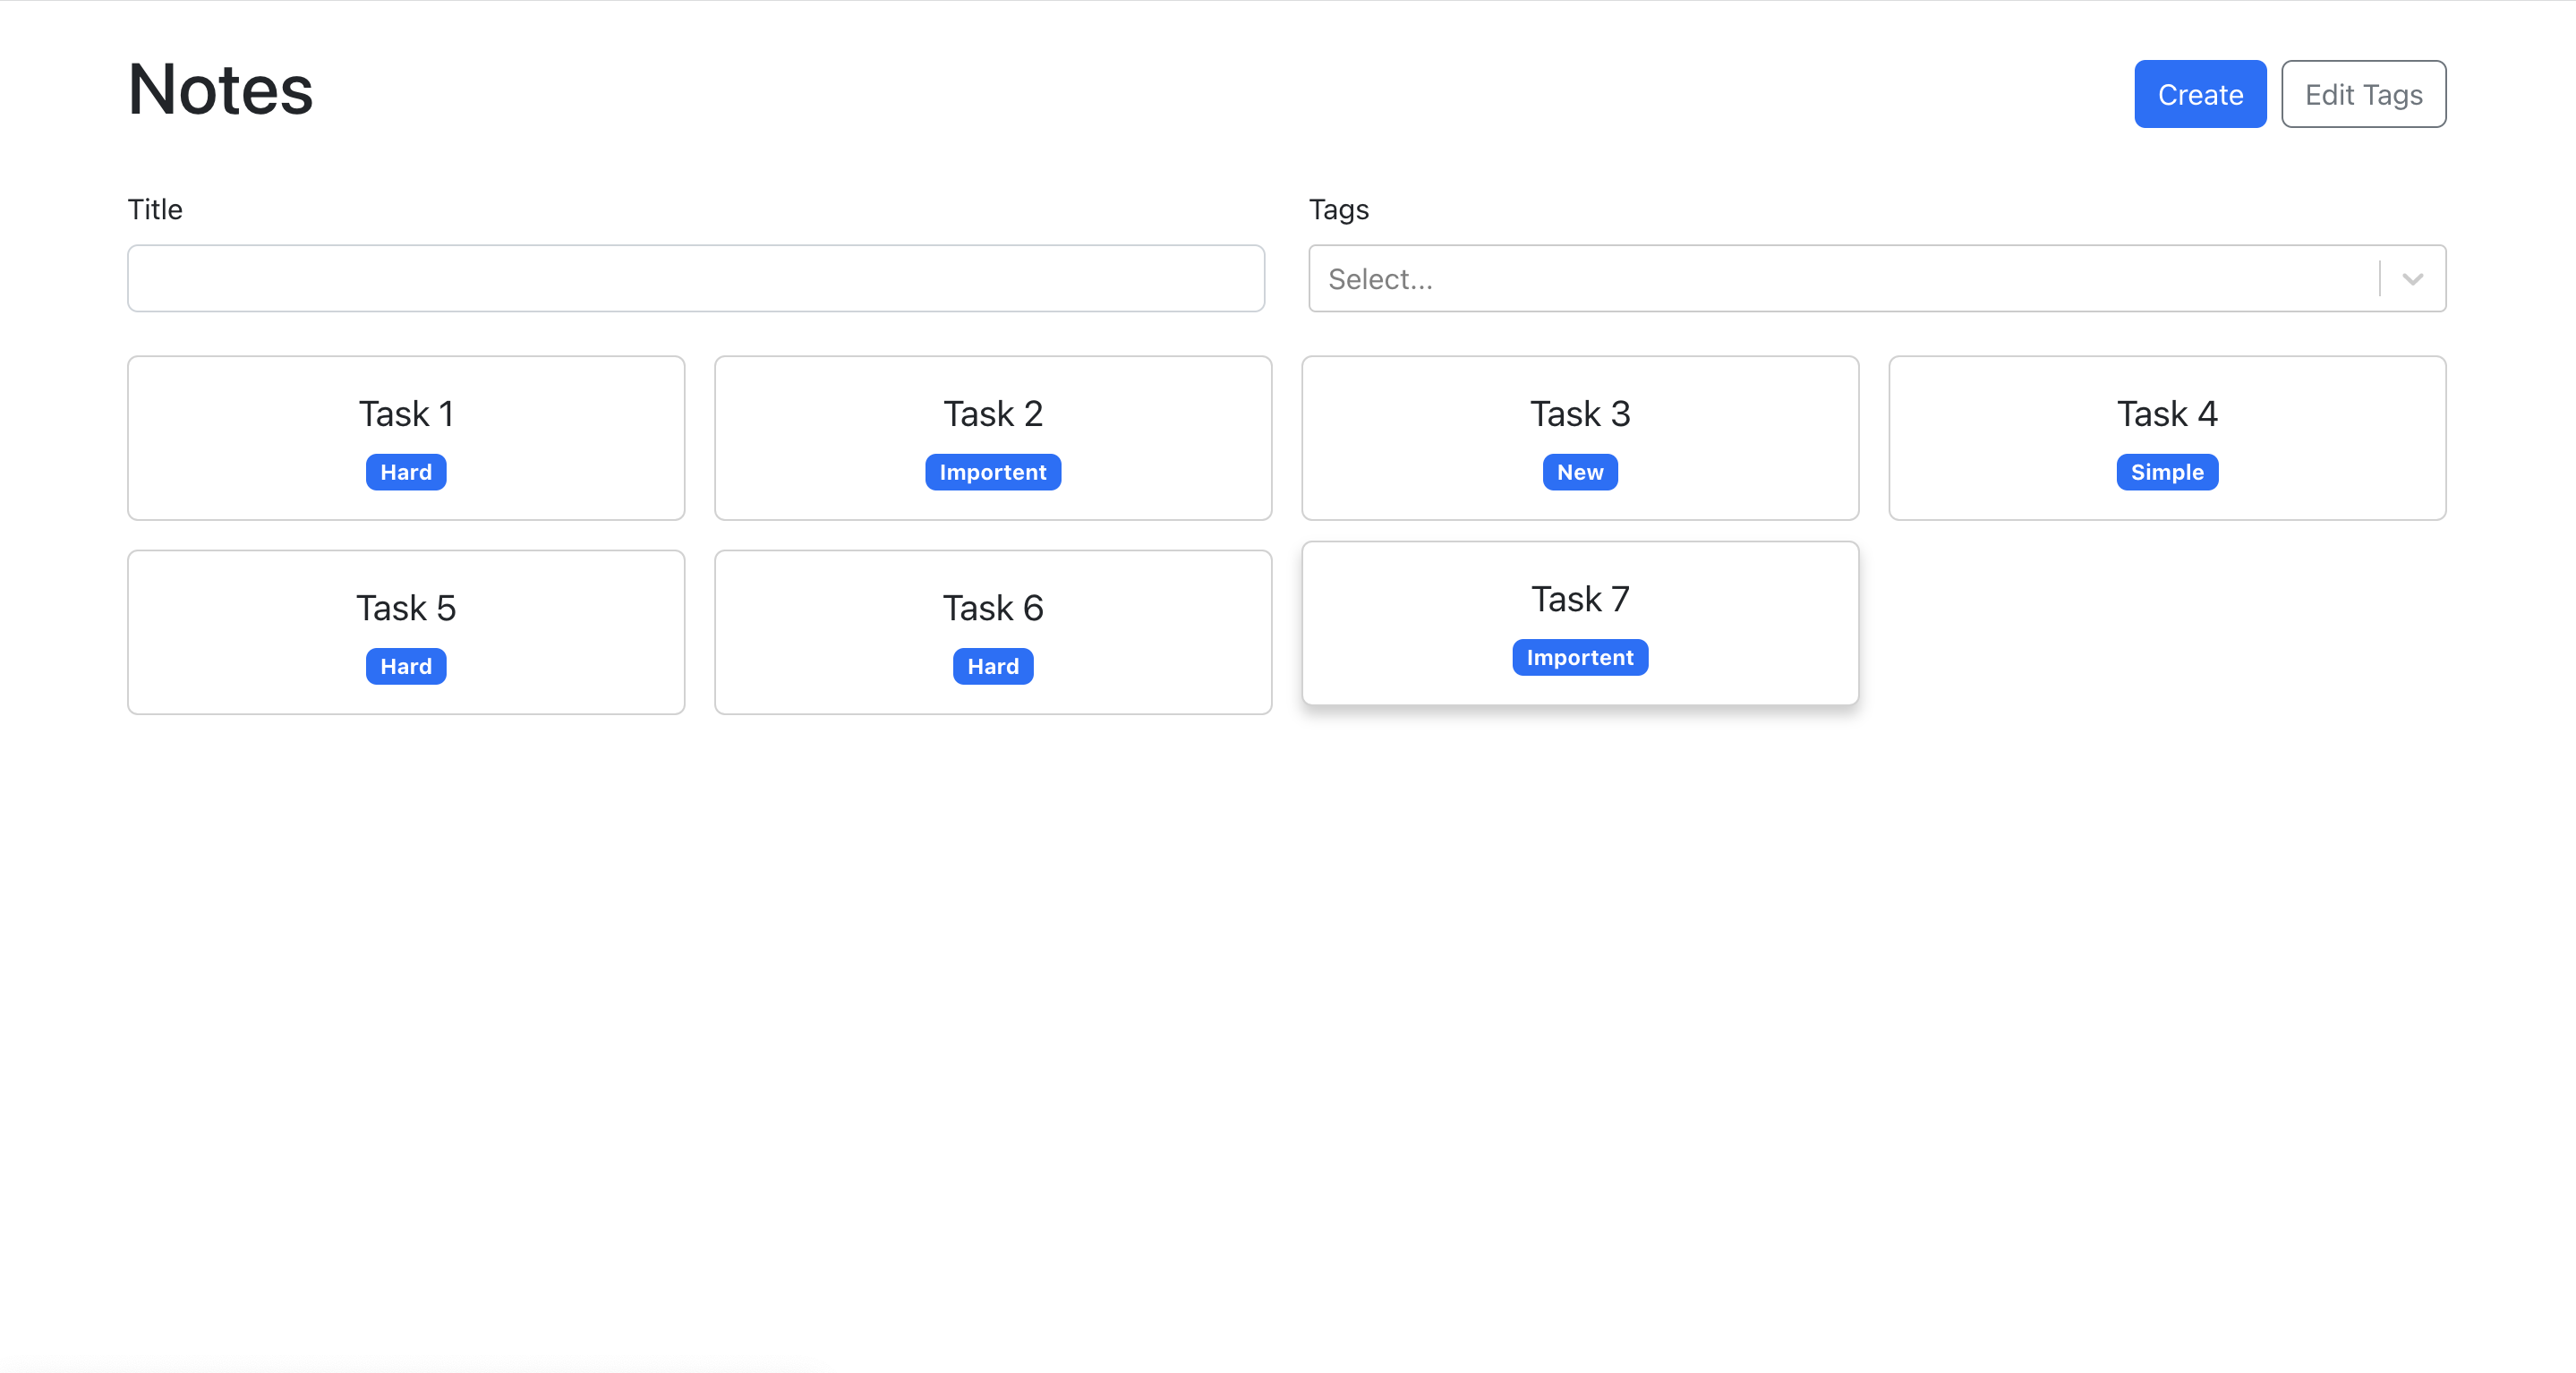 Notes
Create
Edit Tags
Title
Tags
Select...
Task 1
Hard
Task 2
Importent
Task 3
New
Task 4
Simple
Task 5
Hard
Task 6
Hard
Task 7
Importent